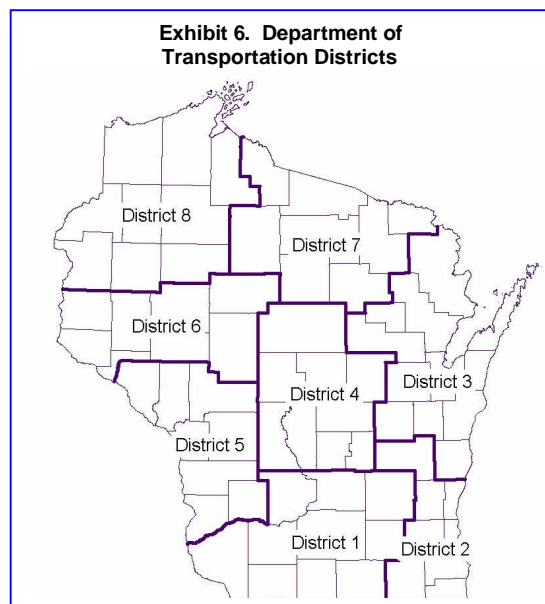 Exhibit 6. Department of
Transportation Districts
District 8
District 7
District 6
District 3
District 4
District 5
District 1
District 2